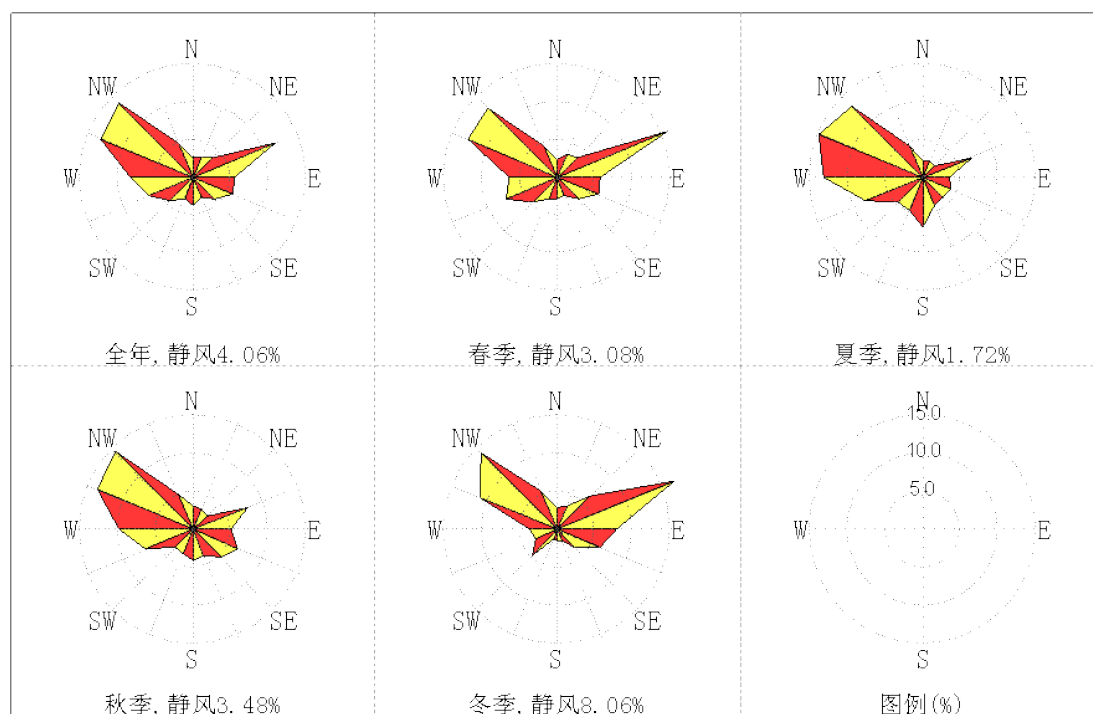 N
NW NE
W E
SW SE
S
全年,静风4.06%
N
NW NE
W E
SW SE
S
春季,静风3.08%
N
NW NE
W E
SW SE
S
夏季,静风1.72%
N
NW NE
W E
SW SE
S
秋季,静风3.48%
N
NW NE
W E
SW SE
S
冬季,静风8.06%
N
15.0
10.0
5.0
W E
S
图例(%)